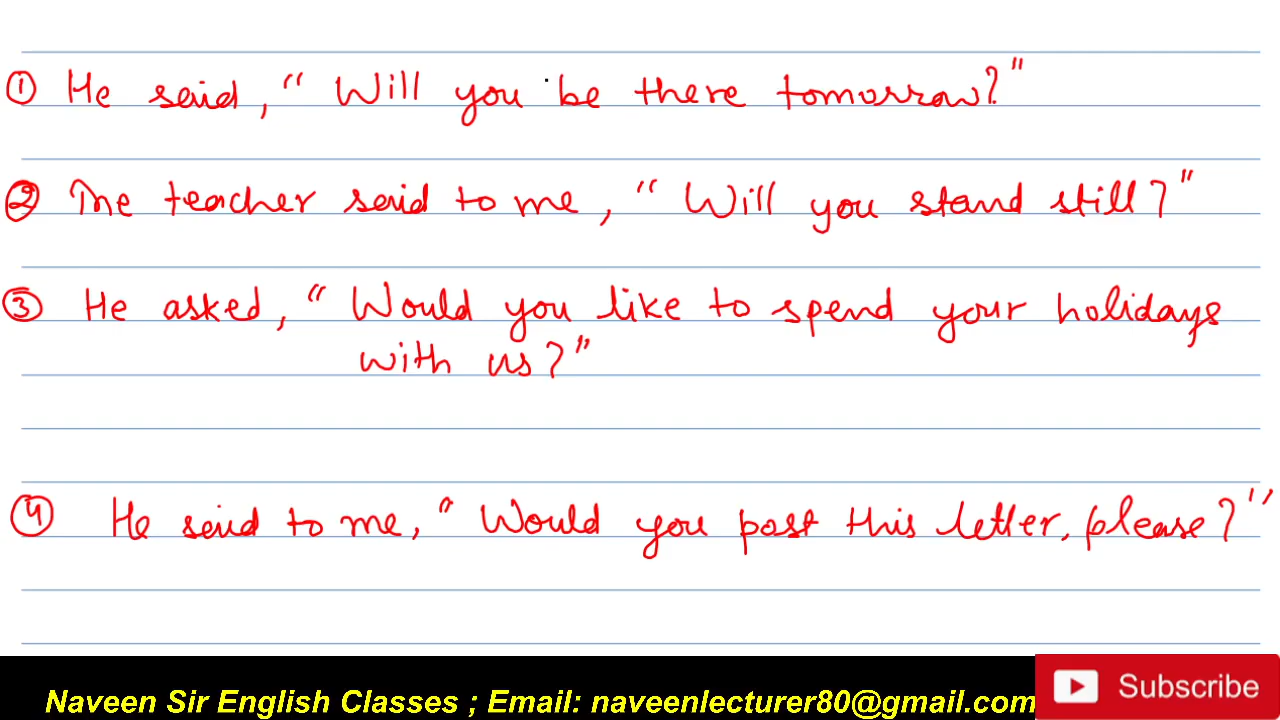 ① He said, “Will you be there tomorrow?”
② The teacher said to me, “Will you stand still?”
③ He asked, “Would you like to spend your holidays
with us?”
④ He said to me, “Would you post this letter, please?”
Naveen Sir English Classes ; Email: naveenlecturer80@gmail.com
Subscribe